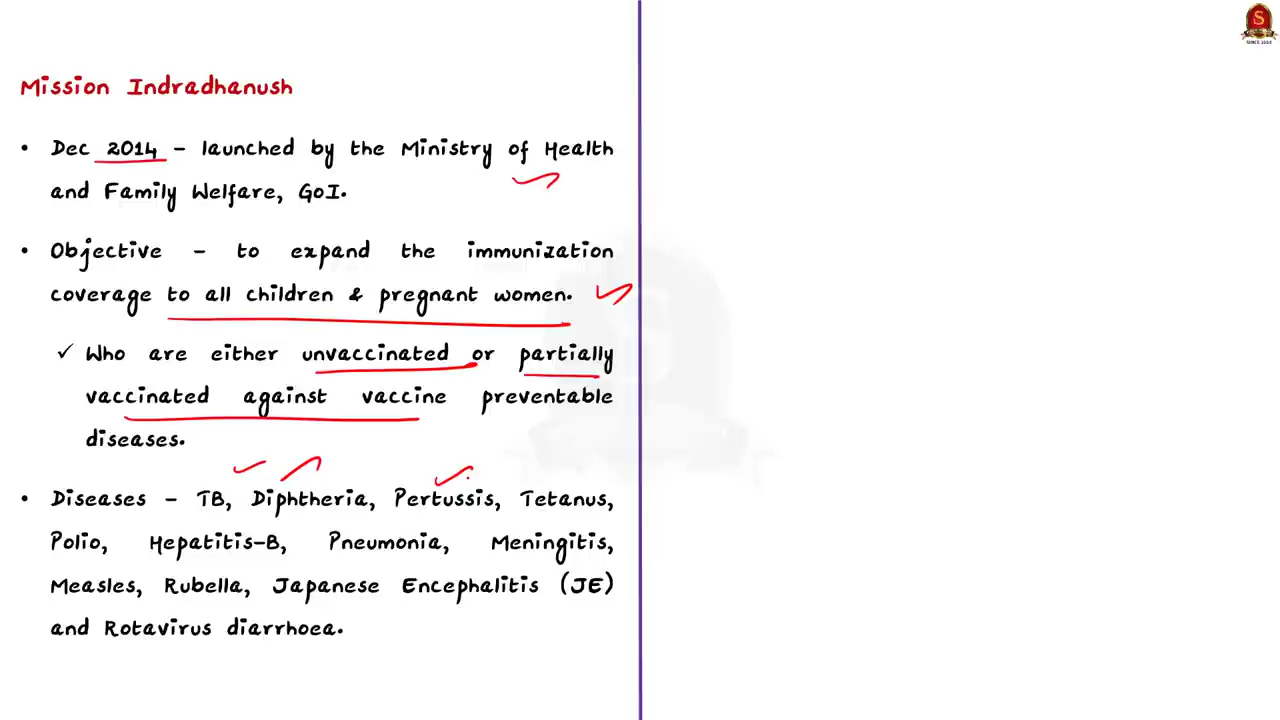 Mission Indradhanush
• Dec 2014 - launched by the Ministry of Health
and Family Welfare, GoI.
• Objective - to expand the immunization
coverage to all children & pregnant women.
✓ Who are either unvaccinated or partially
vaccinated against vaccine preventable
diseases.
• Diseases - TB, Diphtheria, Pertussis, Tetanus,
Polio, Hepatitis-B, Pneumonia, Meningitis,
Measles, Rubella, Japanese Encephalitis (JE)
and Rotavirus diarrhoea.
S
SINCE 2004